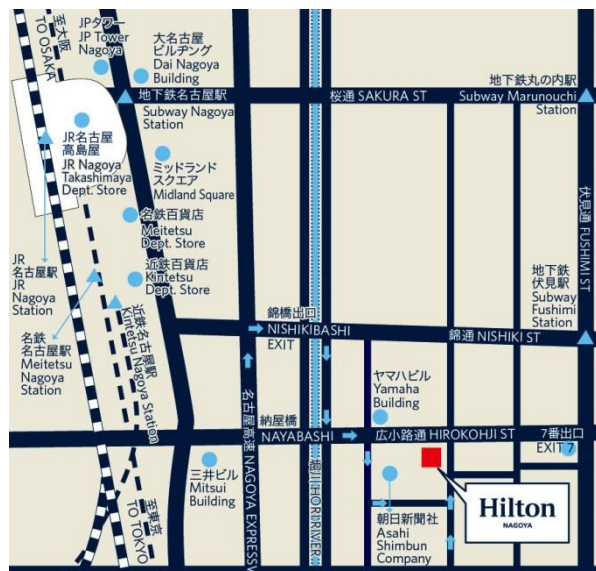 至大阪
TO OSAKA
JPタワー
JP Tower
Nagoya
大名古屋
ビルヂング
Dai Nagoya
Building
地下鉄名古屋駅
Subway Nagoya
Station
桜通 SAKURA ST
地下鉄丸の内駅
Subway Marunouchi
Station
JR名古屋
高島屋
JR Nagoya
Takashimaya
Dept. Store
ミッドランド
スクエア
Midland Square
名鉄百貨店
Meitetsu
Dept. Store
近鉄百貨店
Kintetsu
Dept. Store
伏見通 FUSHIMI ST
JR
名古屋駅
JR
Nagoya
Station
地下鉄
伏見駅
Subway
Fushimi
Station
名鉄
名古屋駅
Meitetsu
Nagoya
Station
近鉄名古屋駅
Kintetsu Nagoya Station
錦橋出口
NISHIKIBASHI
EXIT
錦通 NISHIKI ST
ヤマハビル
Yamaha
Building
名古屋高速 NAGOYA EXPRESSW
納屋橋
NAYABASHI
広小路通 HIROKOHJI ST
7番出口
EXIT 7
堀川 HORI RIVER
三井ビル
Mitsui
Building
至東京
TO TOKYO
朝日新聞社
Asahi
Shimbun
Company
Hilton
NAGOYA